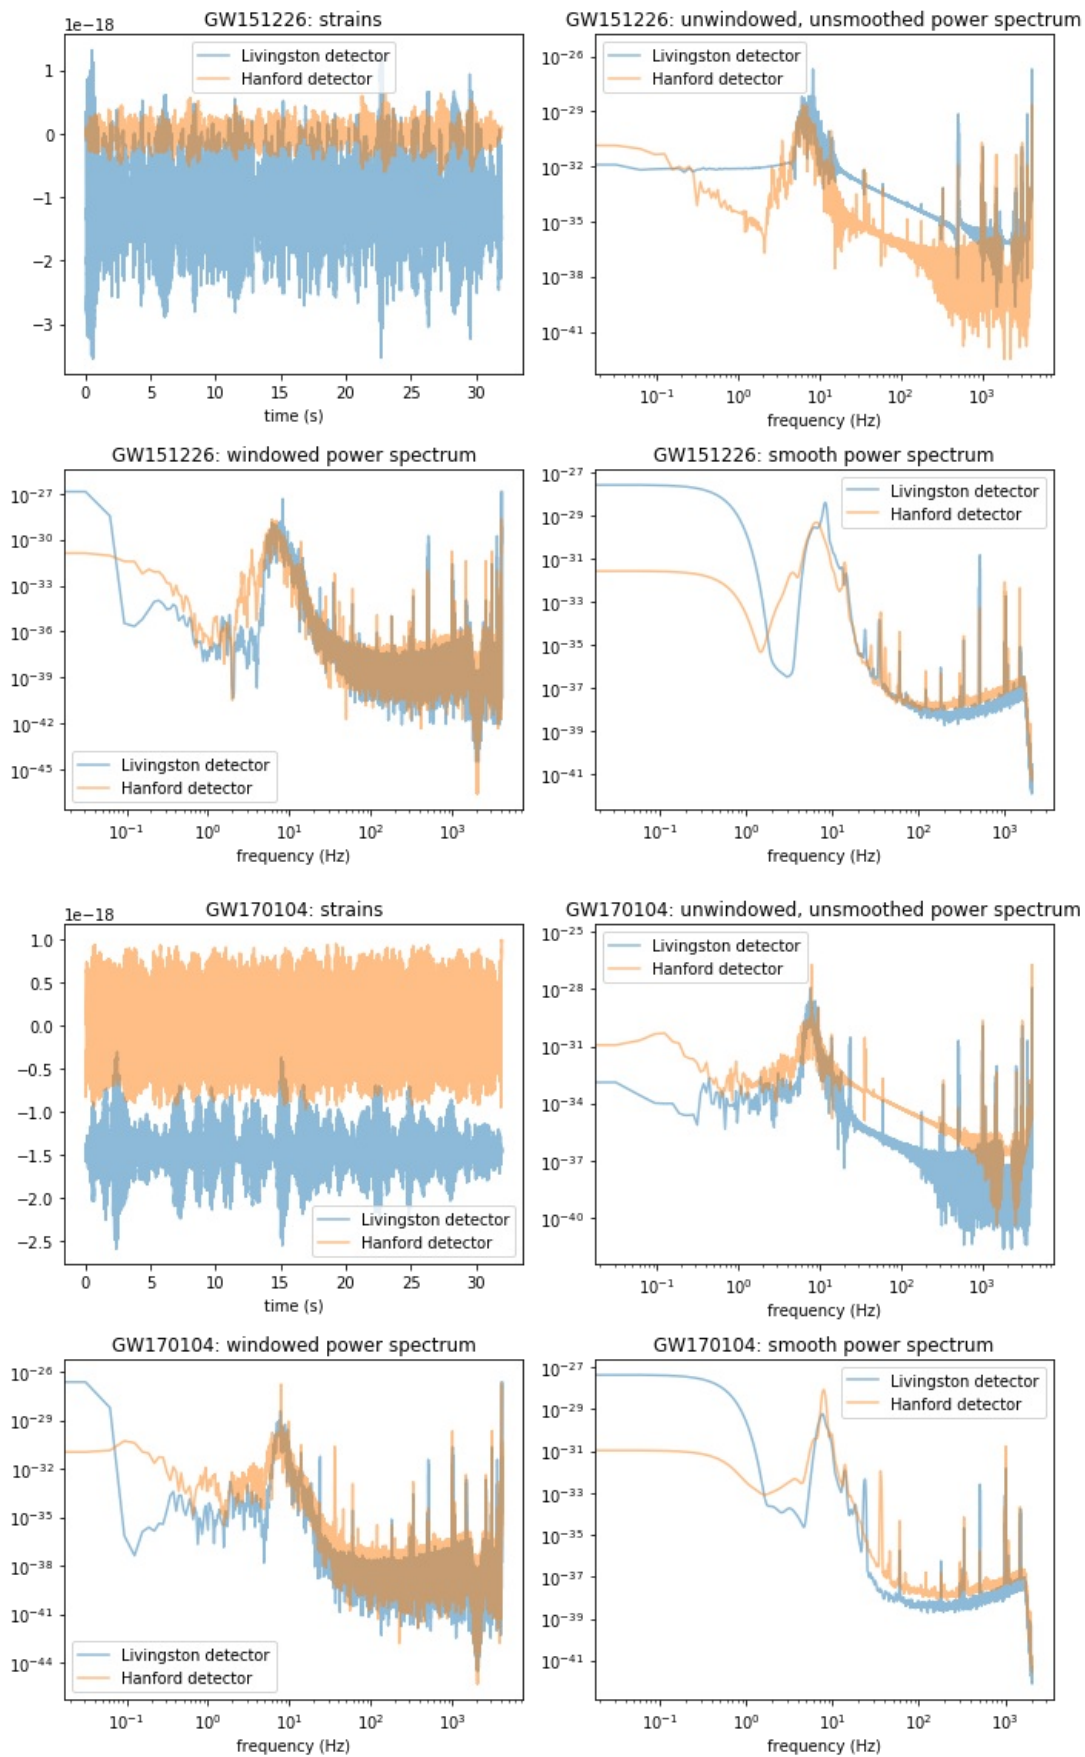 GW151226: strains
1e−18
Livingston detector
Hanford detector
1
0
−1
−2
−3
0 5 10 15 20 25 30
time (s)
GW151226: unwindowed, unsmoothed power spectrum
Livingston detector
Hanford detector
10⁻²⁶
10⁻²⁹
10⁻³²
10⁻³⁵
10⁻³⁸
10⁻⁴¹
10⁻¹ 10⁰ 10¹ 10² 10³
frequency (Hz)
GW151226: windowed power spectrum
10⁻²⁷
10⁻³⁰
10⁻³³
10⁻³⁶
10⁻³⁹
10⁻⁴²
10⁻⁴⁵
Livingston detector
Hanford detector
10⁻¹ 10⁰ 10¹ 10² 10³
frequency (Hz)
GW151226: smooth power spectrum
Livingston detector
Hanford detector
10⁻²⁷
10⁻²⁹
10⁻³¹
10⁻³³
10⁻³⁵
10⁻³⁷
10⁻³⁹
10⁻⁴¹
10⁻¹ 10⁰ 10¹ 10² 10³
frequency (Hz)
GW170104: strains
1e−18
1.0
0.5
0.0
−0.5
−1.0
−1.5
−2.0
−2.5
Livingston detector
Hanford detector
0 5 10 15 20 25 30
time (s)
GW170104: unwindowed, unsmoothed power spectrum
Livingston detector
Hanford detector
10⁻²⁵
10⁻²⁸
10⁻³¹
10⁻³⁴
10⁻³⁷
10⁻⁴⁰
10⁻¹ 10⁰ 10¹ 10² 10³
frequency (Hz)
GW170104: windowed power spectrum
10⁻²⁶
10⁻²⁹
10⁻³²
10⁻³⁵
10⁻³⁸
10⁻⁴¹
10⁻⁴⁴
Livingston detector
Hanford detector
10⁻¹ 10⁰ 10¹ 10² 10³
frequency (Hz)
GW170104: smooth power spectrum
Livingston detector
Hanford detector
10⁻²⁷
10⁻²⁹
10⁻³¹
10⁻³³
10⁻³⁵
10⁻³⁷
10⁻³⁹
10⁻⁴¹
10⁻¹ 10⁰ 10¹ 10² 10³
frequency (Hz)